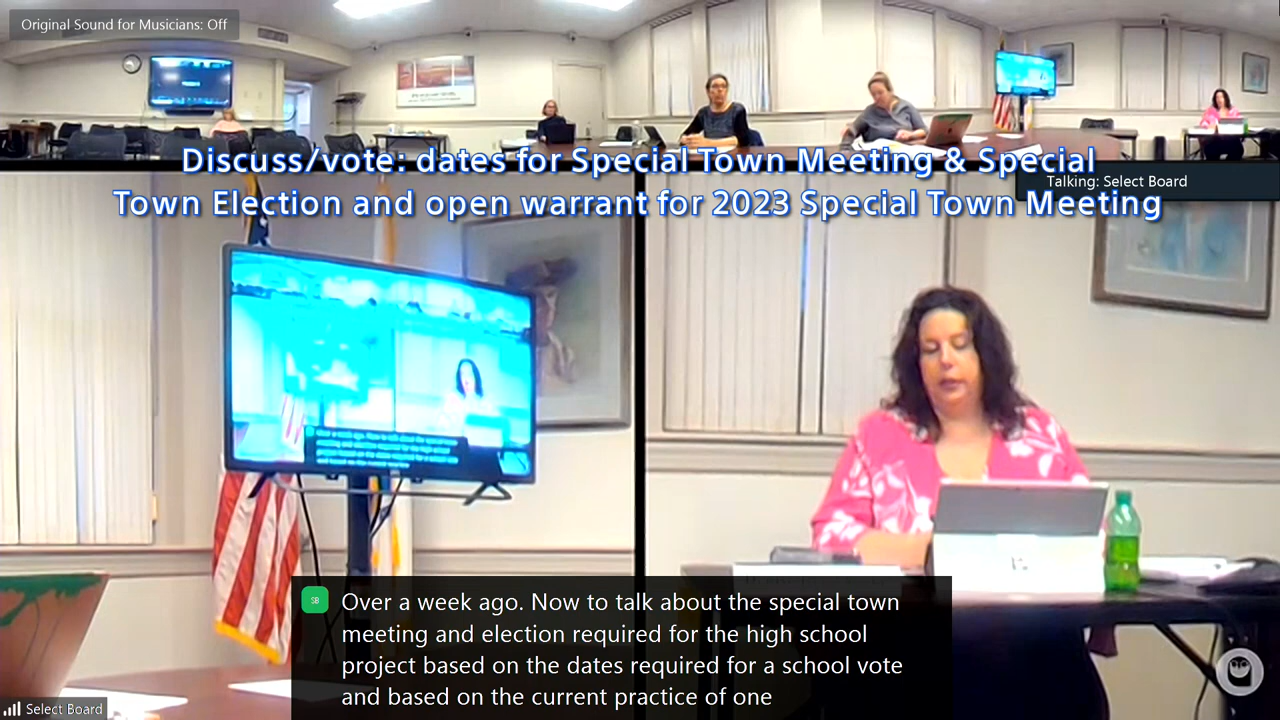 Original Sound for Musicians: Off
Discuss/vote: dates for Special Town Meeting & Special
Town Election and open warrant for 2023 Special Town Meeting
Talking: Select Board
SB
Over a week ago. Now to talk about the special town
meeting and election required for the high school
project based on the dates required for a school vote
and based on the current practice of one
Select Board